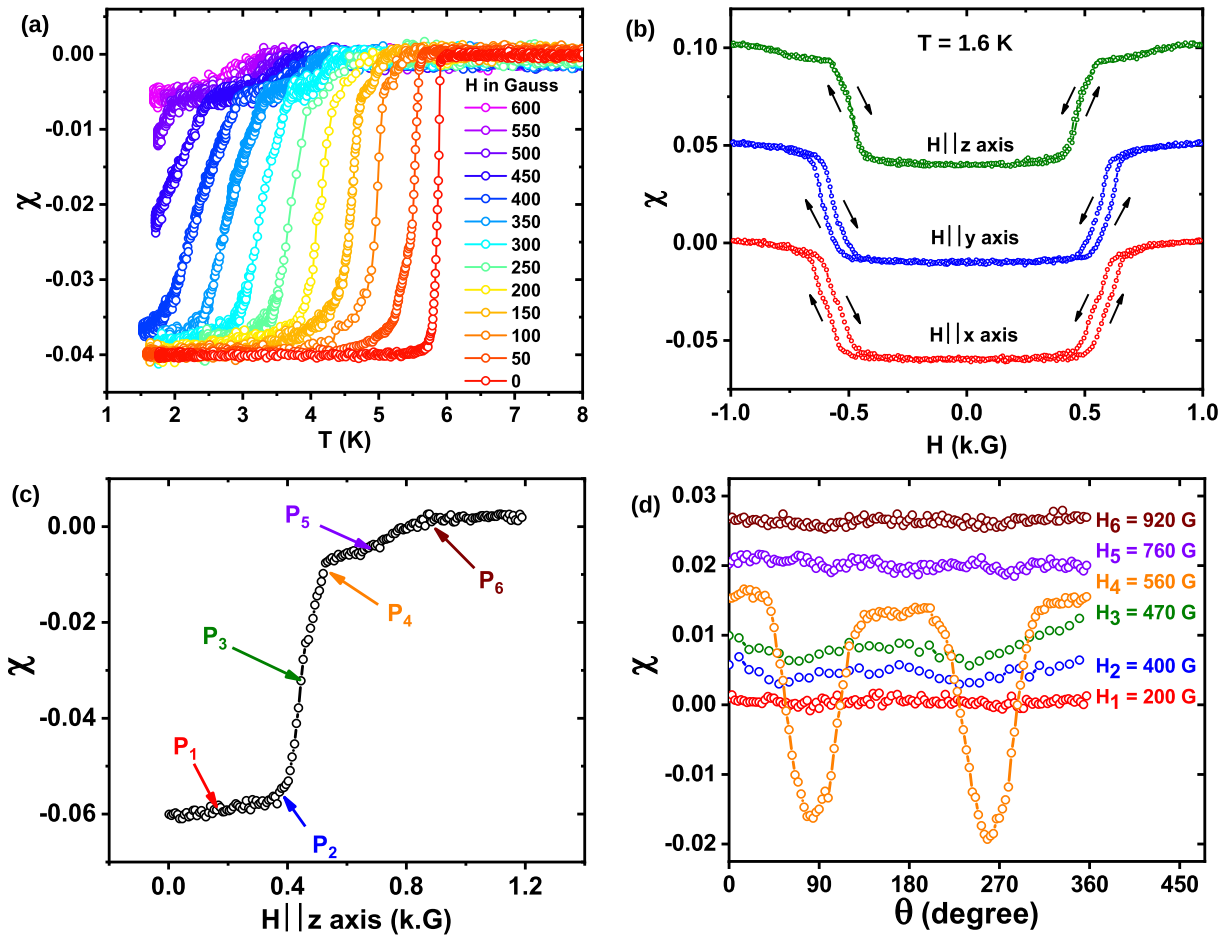 (a)
0.00
-0.01
-0.02
-0.03
-0.04
χ
H in Gauss
600
550
500
450
400
350
300
250
200
150
100
50
0
1 2 3 4 5 6 7 8
T (K)
(b)
T = 1.6 K
0.10
0.05
0.00
-0.05
χ
H||z axis
H||y axis
H||x axis
-1.0 -0.5 0.0 0.5 1.0
H (k.G)
(c)
0.00
-0.02
-0.04
-0.06
χ
P5
P6
P4
P3
P1
P2
0.0 0.4 0.8 1.2
H||z axis (k.G)
(d)
0.03
0.02
0.01
0.00
-0.01
-0.02
χ
H6 = 920 G
H5 = 760 G
H4 = 560 G
H3 = 470 G
H2 = 400 G
H1 = 200 G
0 90 180 270 360 450
θ (degree)